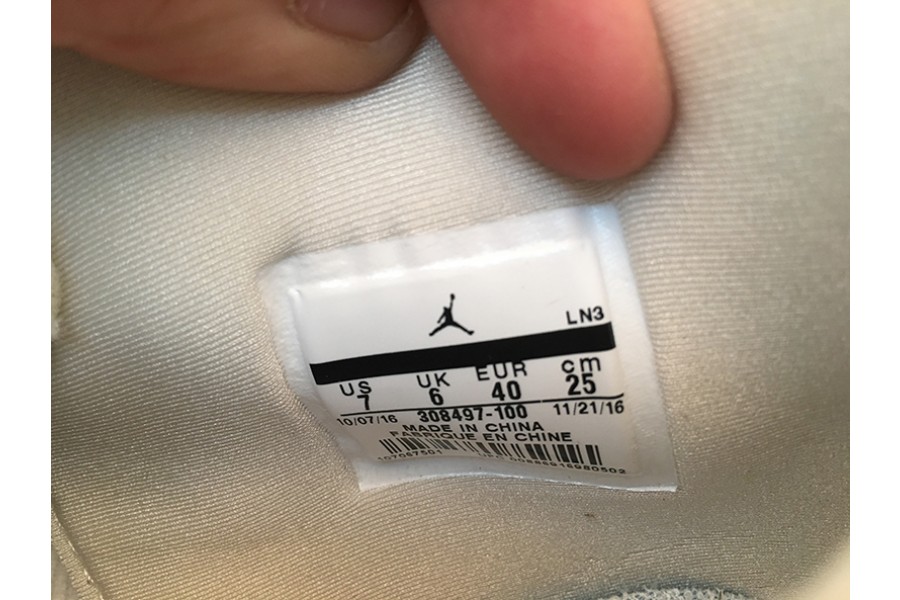 LN3
US UK EUR cm
7 6 40 25
10/07/16 308497-100 11/21/16
MADE IN CHINA
FABRIQUE EN CHINE